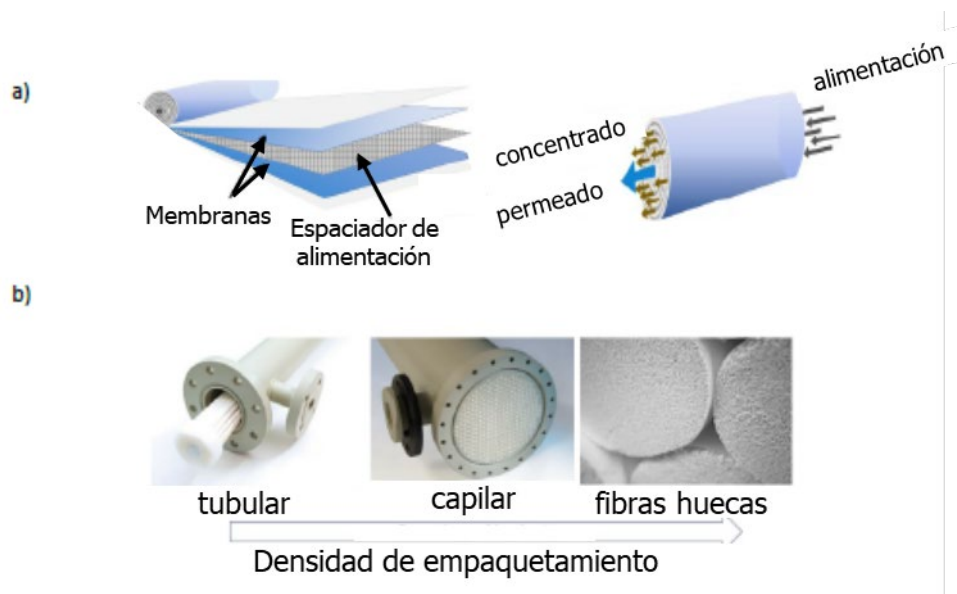 a)
alimentación
concentrado
permeado
Membranas
Espaciador de
alimentación
b)
tubular
capilar
fibras huecas
Densidad de empaquetamiento